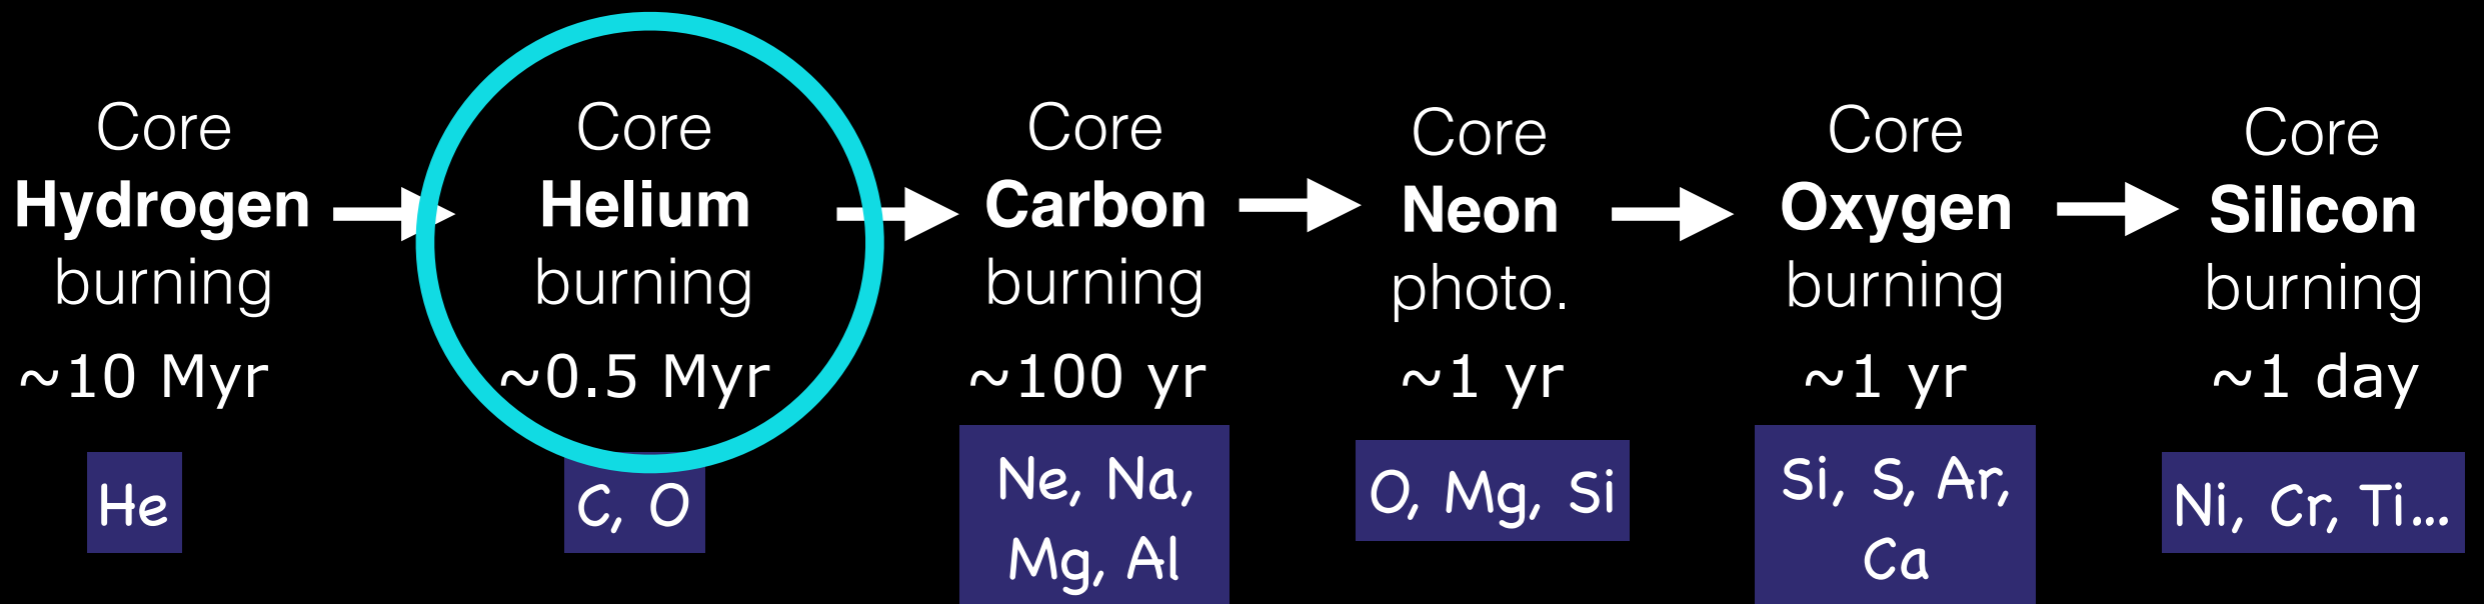 Core
Hydrogen
burning
~10 Myr
He
Core
Helium
burning
~0.5 Myr
C, O
Core
Carbon
burning
~100 yr
Ne, Na,
Mg, Al
Core
Neon
photo.
~1 yr
O, Mg, Si
Core
Oxygen
burning
~1 yr
Si, S, Ar,
Ca
Core
Silicon
burning
~1 day
Ni, Cr, Ti...